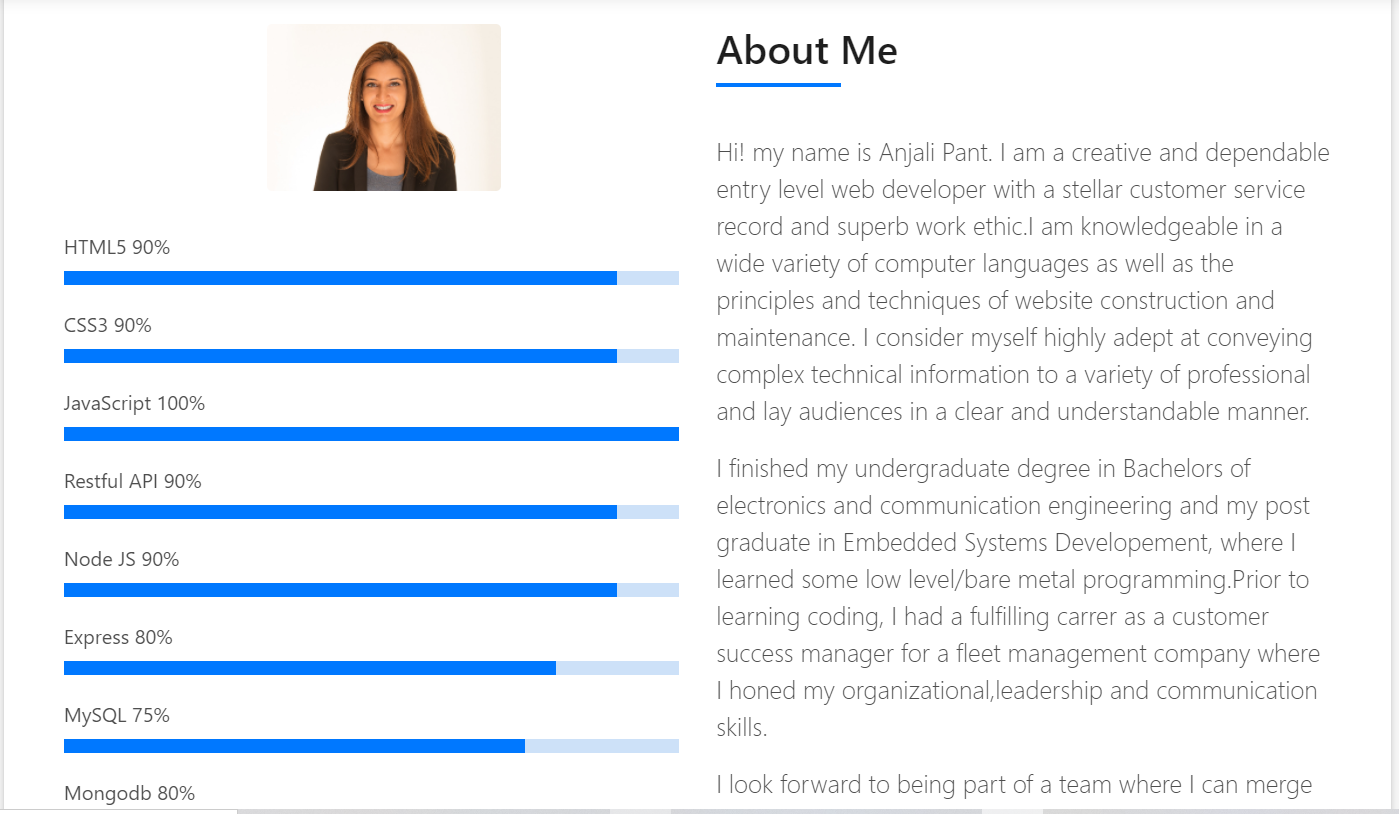 HTML5 90%
CSS3 90%
JavaScript 100%
Restful API 90%
Node JS 90%
Express 80%
MySQL 75%
Mongodb 80%
About Me
Hi! my name is Anjali Pant. I am a creative and dependable
entry level web developer with a stellar customer service
record and superb work ethic.I am knowledgeable in a
wide variety of computer languages as well as the
principles and techniques of website construction and
maintenance. I consider myself highly adept at conveying
complex technical information to a variety of professional
and lay audiences in a clear and understandable manner.
I finished my undergraduate degree in Bachelors of
electronics and communication engineering and my post
graduate in Embedded Systems Developement, where I
learned some low level/bare metal programming.Prior to
learning coding, I had a fulfilling carrer as a customer
success manager for a fleet management company where
I honed my organizational,leadership and communication
skills.
I look forward to being part of a team where I can merge